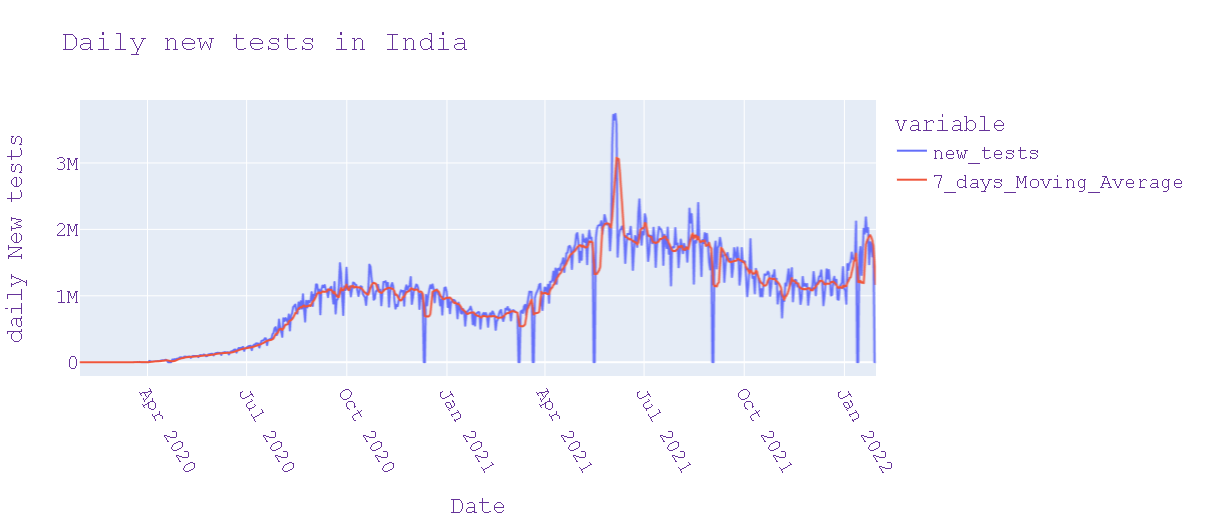 Daily new tests in India
daily New tests
3M
2M
1M
0
Apr 2020
Jul 2020
Oct 2020
Jan 2021
Apr 2021
Jul 2021
Oct 2021
Jan 2022
Date
variable
new_tests
7_days_Moving_Average